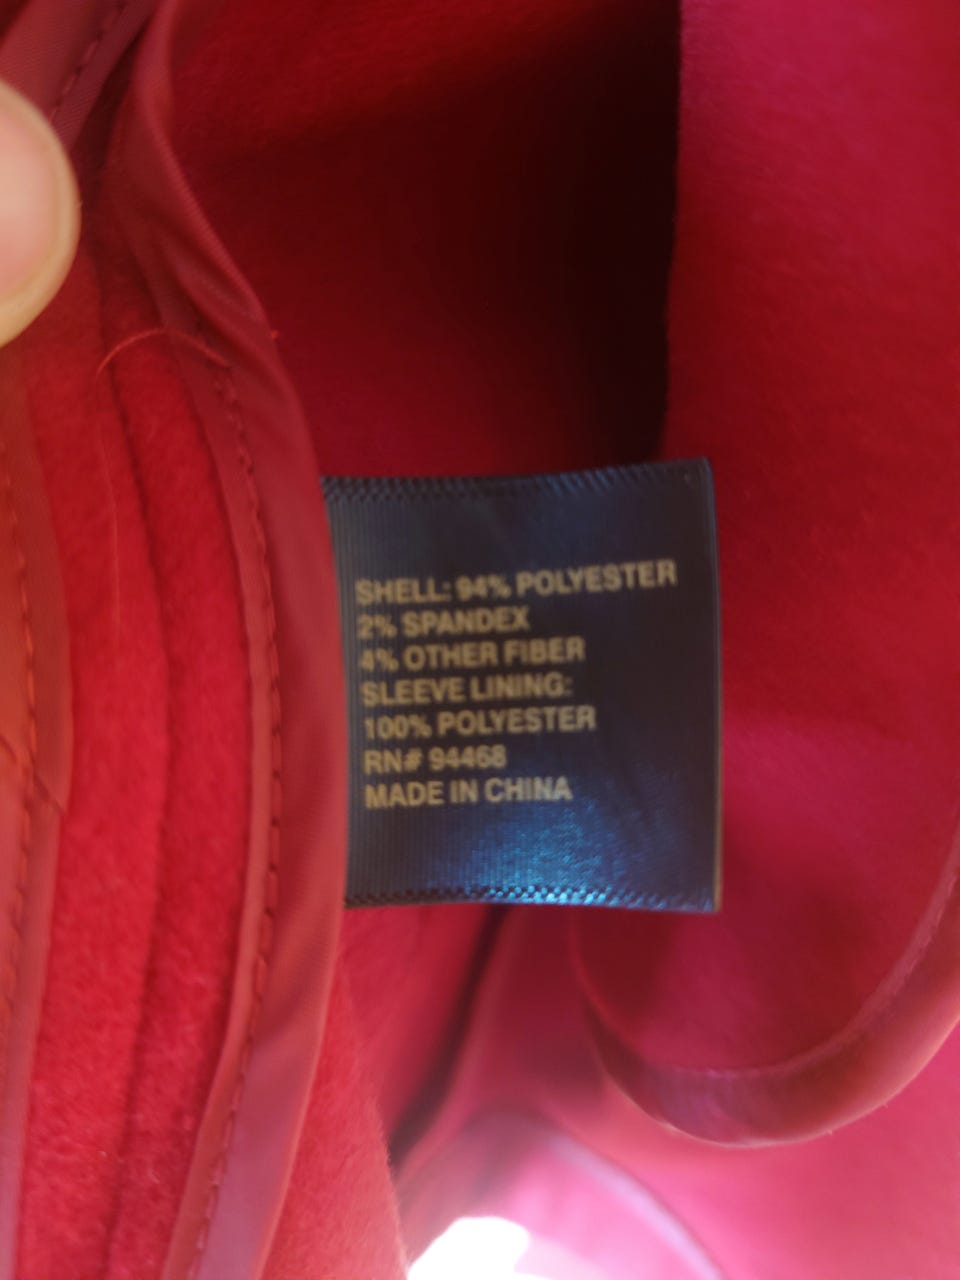 SHELL: 94% POLYESTER
2% SPANDEX
4% OTHER FIBER
SLEEVE LINING:
100% POLYESTER
RN# 94468
MADE IN CHINA